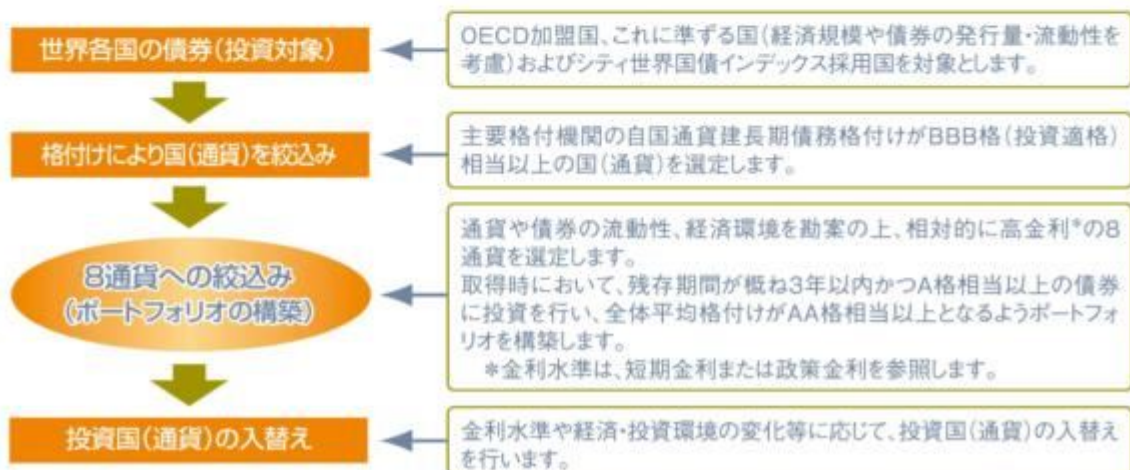 世界各国の債券(投資対象)
OECD加盟国、これに準ずる国(経済規模や債券の発行量・流動性を
考慮)およびシティ世界国債インデックス採用国を対象とします。
格付けにより国(通貨)を絞込み
主要格付機関の自国通貨建長期債務格付けがBBB格(投資適格)
相当以上の国(通貨)を選定します。
8通貨への絞込み
(ポートフォリオの構築)
通貨や債券の流動性、経済環境を勘案の上、相対的に高金利*の8
通貨を選定します。
取得時において、残存期間が概ね3年以内かつA格相当以上の債券
に投資を行い、全体平均格付けがAA格相当以上となるようポートフォ
リオを構築します。
*金利水準は、短期金利または政策金利を参照します。
投資国(通貨)の入替え
金利水準や経済・投資環境の変化等に応じて、投資国(通貨)の入替え
を行います。